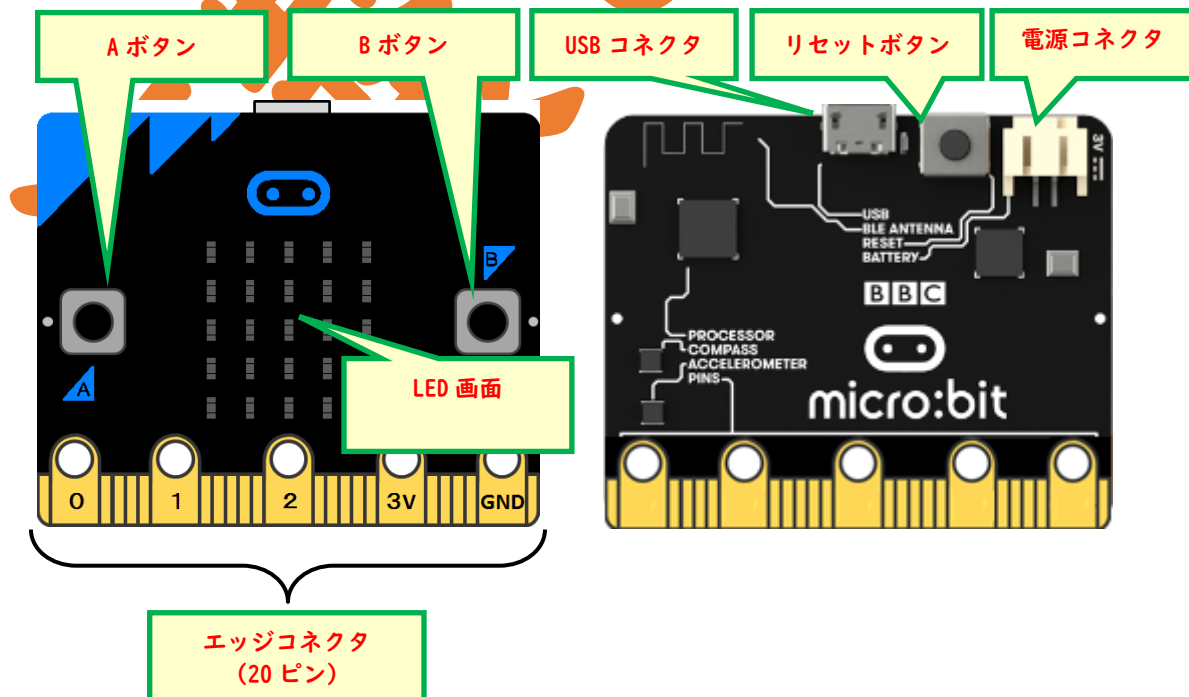 A ボタン
B ボタン
USB コネクタ
リセットボタン
電源コネクタ
3V
USB
BLE ANTENNA
RESET
BATTERY
B
BBC
PROCESSOR
COMPASS
ACCELEROMETER
PINS
A
LED 画面
micro:bit
0
1
2
3V
GND
エッジコネクタ
(20 ピン)